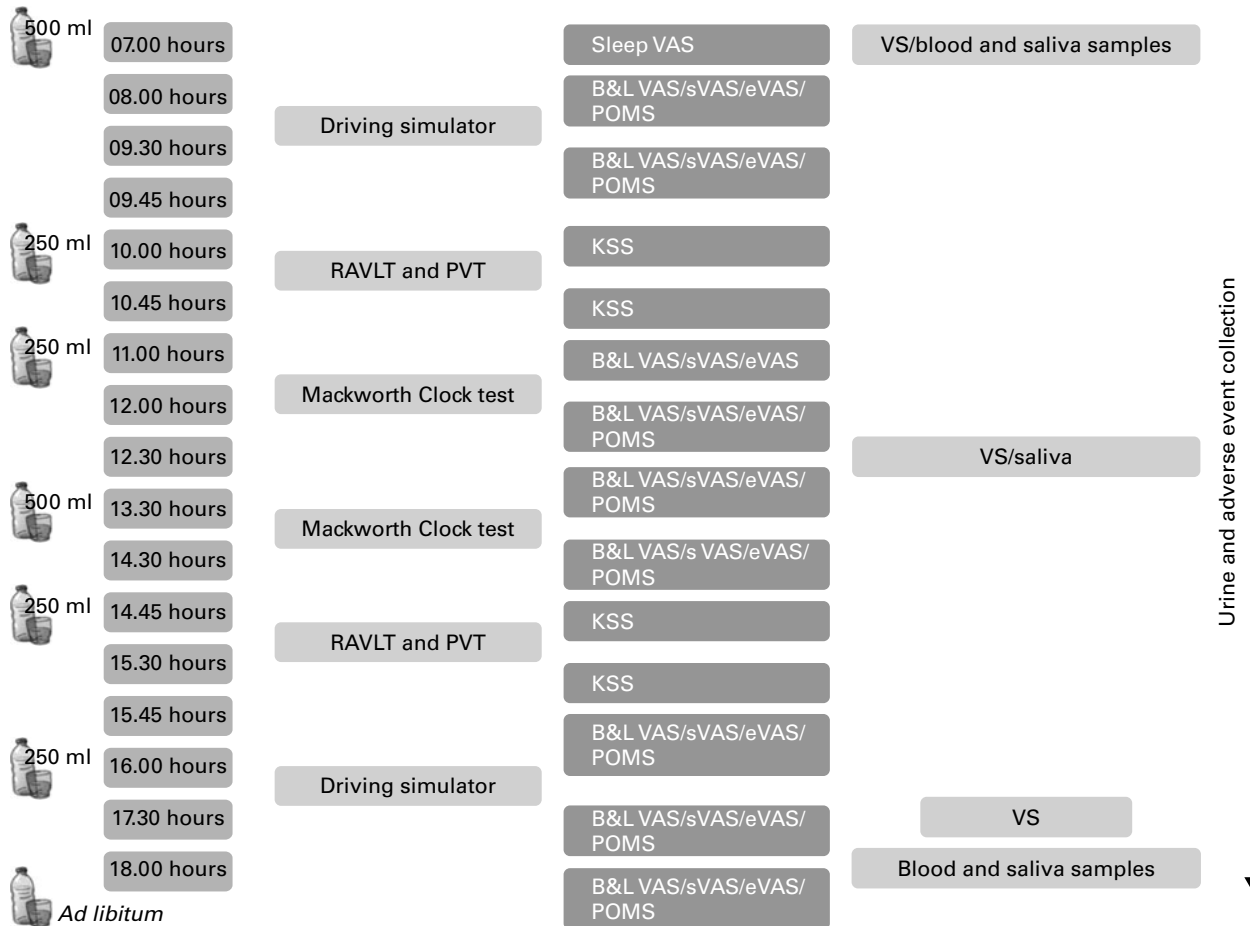 500 ml
07.00 hours
Sleep VAS
VS/blood and saliva samples
08.00 hours
B&L VAS/sVAS/eVAS/
POMS
Driving simulator
09.30 hours
B&L VAS/sVAS/eVAS/
POMS
09.45 hours
250 ml
10.00 hours
KSS
RAVLT and PVT
10.45 hours
KSS
250 ml
11.00 hours
B&L VAS/sVAS/eVAS
Mackworth Clock test
12.00 hours
B&L VAS/sVAS/eVAS/
POMS
12.30 hours
VS/saliva
B&L VAS/sVAS/eVAS/
POMS
500 ml
13.30 hours
Mackworth Clock test
14.30 hours
B&L VAS/s VAS/eVAS/
POMS
250 ml
14.45 hours
KSS
RAVLT and PVT
15.30 hours
KSS
15.45 hours
B&L VAS/sVAS/eVAS/
POMS
250 ml
16.00 hours
Driving simulator
17.30 hours
B&L VAS/sVAS/eVAS/
POMS
VS
18.00 hours
Blood and saliva samples
B&L VAS/sVAS/eVAS/
POMS
Ad libitum
Urine and adverse event collection